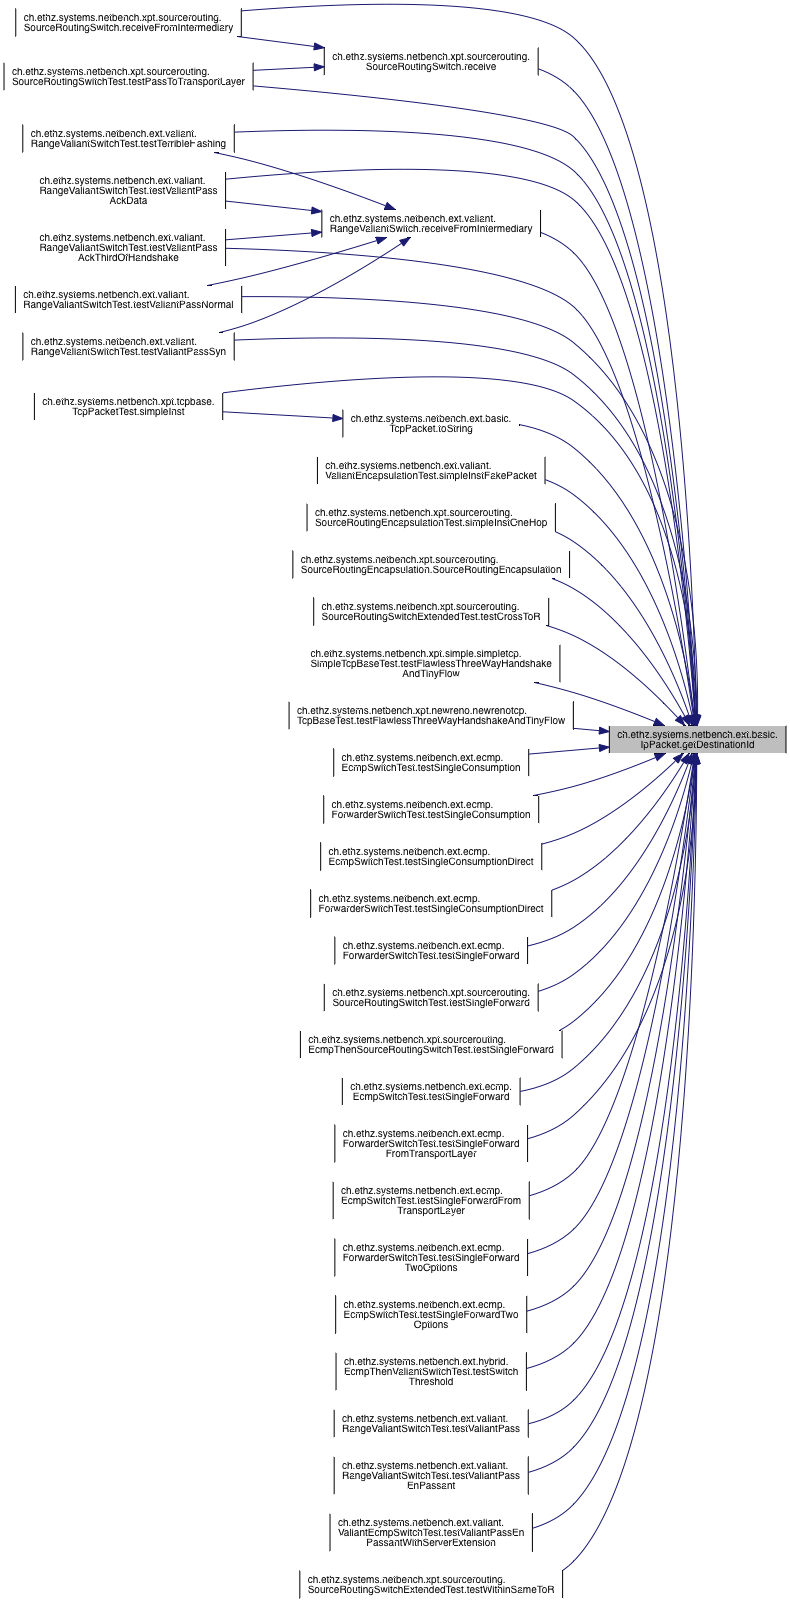 ch.ethz.systems.netbench.xpt.sourcerouting.
SourceRoutingSwitch.receiveFromIntermediary
ch.ethz.systems.netbench.xpt.sourcerouting.
SourceRoutingSwitch.receive
ch.ethz.systems.netbench.xpt.sourcerouting.
SourceRoutingSwitchTest.testPassToTransportLayer
ch.ethz.systems.netbench.ext.valiant.
RangeValiantSwitchTest.testTerribleHashing
ch.ethz.systems.netbench.ext.valiant.
RangeValiantSwitchTest.testValiantPass
AckData
ch.ethz.systems.netbench.ext.valiant.
RangeValiantSwitch.receiveFromIntermediary
ch.ethz.systems.netbench.ext.valiant.
RangeValiantSwitchTest.testValiantPass
AckThirdOfHandshake
ch.ethz.systems.netbench.ext.valiant.
RangeValiantSwitchTest.testValiantPassNormal
ch.ethz.systems.netbench.ext.valiant.
RangeValiantSwitchTest.testValiantPassSyn
ch.ethz.systems.netbench.xpt.tcpbase.
TcpPacketTest.simpleInst
ch.ethz.systems.netbench.ext.basic.
TcpPacket.toString
ch.ethz.systems.netbench.ext.valiant.
ValiantEncapsulationTest.simpleInstFakePacket
ch.ethz.systems.netbench.xpt.sourcerouting.
SourceRoutingEncapsulationTest.simpleInstOneHop
ch.ethz.systems.netbench.xpt.sourcerouting.
SourceRoutingEncapsulation.SourceRoutingEncapsulation
ch.ethz.systems.netbench.xpt.sourcerouting.
SourceRoutingSwitchExtendedTest.testCrossToR
ch.ethz.systems.netbench.xpt.simple.simpletcp.
SimpleTcpBaseTest.testFlawlessThreeWayHandshake
AndTinyFlow
ch.ethz.systems.netbench.xpt.newreno.newrenotcp.
TcpBaseTest.testFlawlessThreeWayHandshakeAndTinyFlow
ch.ethz.systems.netbench.ext.basic.
IpPacket.getDestinationId
ch.ethz.systems.netbench.ext.ecmp.
EcmpSwitchTest.testSingleConsumption
ch.ethz.systems.netbench.ext.ecmp.
ForwarderSwitchTest.testSingleConsumption
ch.ethz.systems.netbench.ext.ecmp.
EcmpSwitchTest.testSingleConsumptionDirect
ch.ethz.systems.netbench.ext.ecmp.
ForwarderSwitchTest.testSingleConsumptionDirect
ch.ethz.systems.netbench.ext.ecmp.
ForwarderSwitchTest.testSingleForward
ch.ethz.systems.netbench.xpt.sourcerouting.
SourceRoutingSwitchTest.testSingleForward
ch.ethz.systems.netbench.xpt.sourcerouting.
EcmpThenSourceRoutingSwitchTest.testSingleForward
ch.ethz.systems.netbench.ext.ecmp.
EcmpSwitchTest.testSingleForward
ch.ethz.systems.netbench.ext.ecmp.
ForwarderSwitchTest.testSingleForward
FromTransportLayer
ch.ethz.systems.netbench.ext.ecmp.
EcmpSwitchTest.testSingleForwardFrom
TransportLayer
ch.ethz.systems.netbench.ext.ecmp.
ForwarderSwitchTest.testSingleForward
TwoOptions
ch.ethz.systems.netbench.ext.ecmp.
EcmpSwitchTest.testSingleForwardTwo
Options
ch.ethz.systems.netbench.ext.hybrid.
EcmpThenValiantSwitchTest.testSwitch
Threshold
ch.ethz.systems.netbench.ext.valiant.
RangeValiantSwitchTest.testValiantPass
ch.ethz.systems.netbench.ext.valiant.
RangeValiantSwitchTest.testValiantPass
EnPassant
ch.ethz.systems.netbench.ext.valiant.
ValiantEcmpSwitchTest.testValiantPassEn
PassantWithServerExtension
ch.ethz.systems.netbench.xpt.sourcerouting.
SourceRoutingSwitchExtendedTest.testWithinSameToR